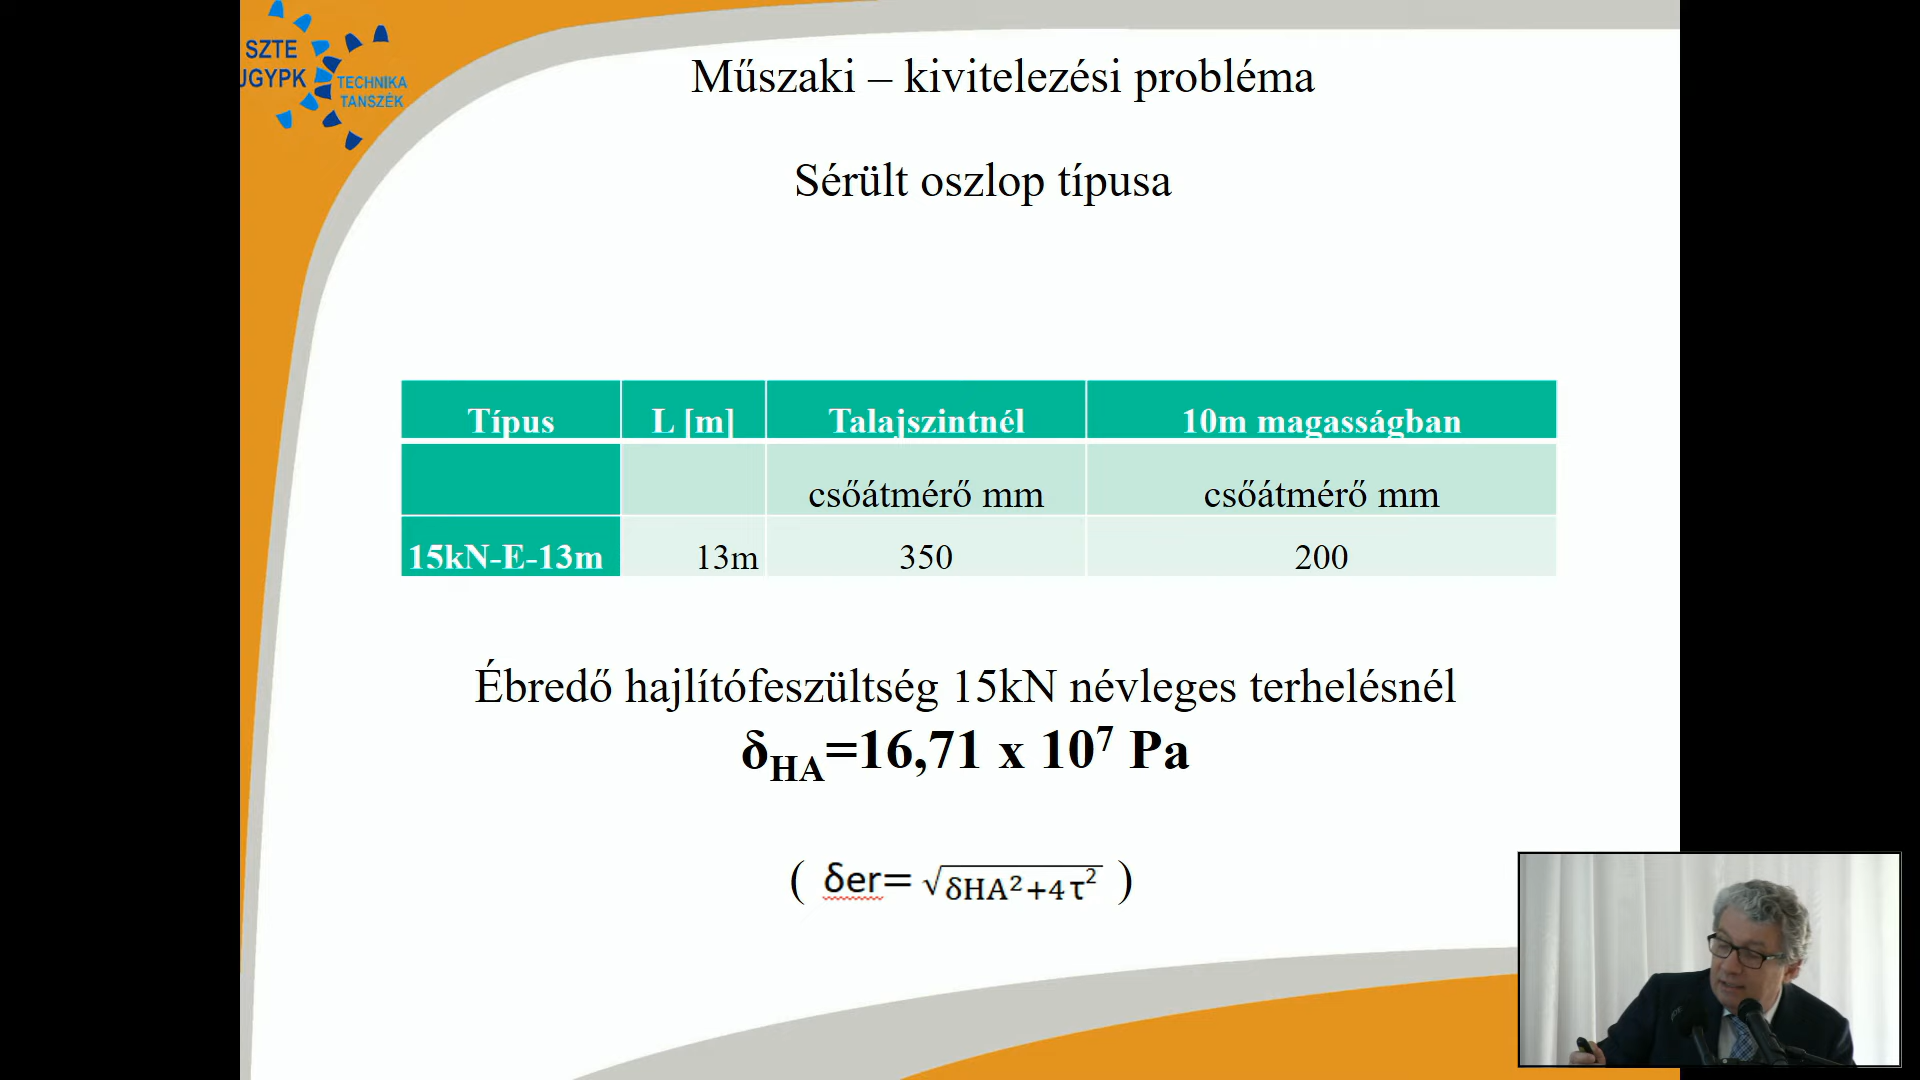 SZTE
JGYPK
TECHNIKA
TANSZÉK
Műszaki – kivitelezési probléma
Sérült oszlop típusa
Típus L [m] Talajszintnél 10m magasságban
csőátmérő mm csőátmérő mm
15kN-E-13m 13m 350 200
Ébredő hajlítófeszültség 15kN névleges terhelésnél
δHA=16,71 x 10⁷ Pa
( δer= √δHA²+4τ² )